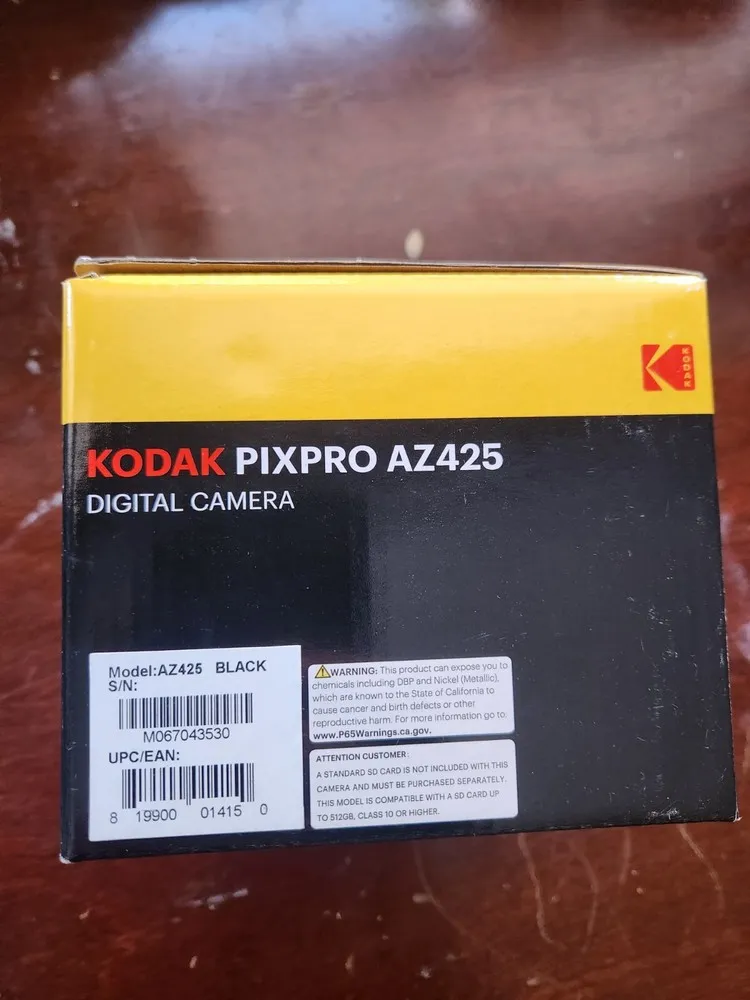 KODAK
KODAK PIXPRO AZ425
DIGITAL CAMERA
Model:AZ425 BLACK
S/N:
M067043530
UPC/EAN:
8 19900 01415 0
WARNING: This product can expose you to
chemicals including DBP and Nickel (Metallic),
which are known to the State of California to
cause cancer and birth defects or other
reproductive harm. For more information go to:
www.P65Warnings.ca.gov.
ATTENTION CUSTOMER:
A STANDARD SD CARD IS NOT INCLUDED WITH THIS
CAMERA AND MUST BE PURCHASED SEPARATELY.
THIS MODEL IS COMPATIBLE WITH A SD CARD UP
TO 512GB, CLASS 10 OR HIGHER.